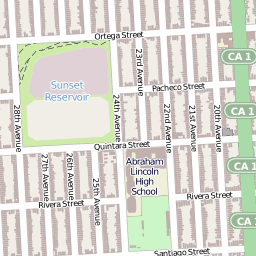 Ortega Street
CA 1
23rd Avenue
Sunset
Reservoir
Pacheco Street
28th Avenue
24th Avenue
22nd Avenue
21st Avenue
20th Avenue
CA 1
Quintara Street
27th Avenue
26th Avenue
25th Avenue
Abraham
Lincoln
High
School
CA 1
Rivera Street
Rivera Street
CA 1
Santiago Street